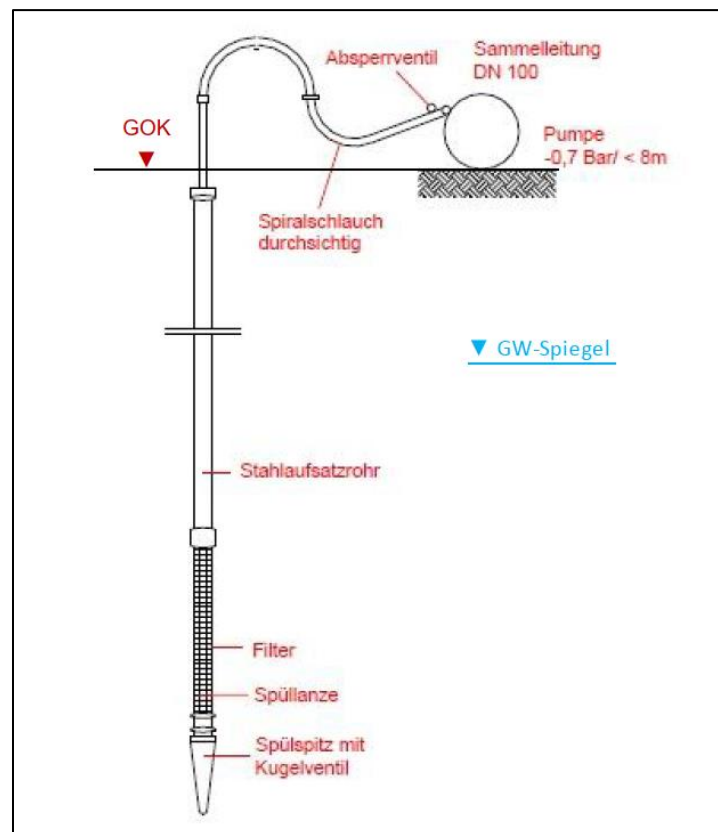 Absperrventil
Sammelleitung
DN 100
GOK
Pumpe
-0,7 Bar/ < 8m
Spiralschlauch
durchsichtig
GW-Spiegel
Stahlaufsatzrohr
Filter
Spüllanze
Spülspitz mit
Kugelventil